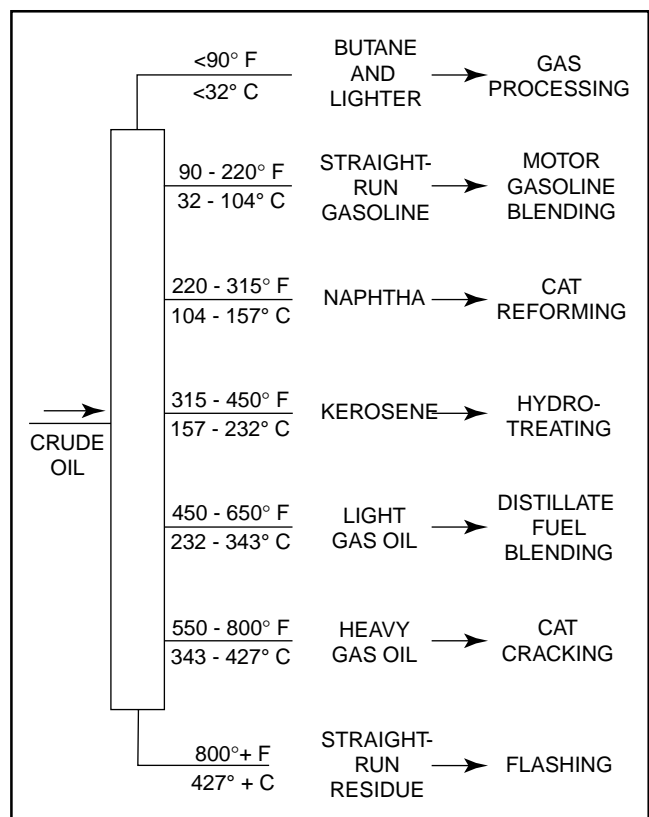 <90° F
<32° C
BUTANE
AND
LIGHTER
GAS
PROCESSING
90 - 220° F
32 - 104° C
STRAIGHT-
RUN
GASOLINE
MOTOR
GASOLINE
BLENDING
220 - 315° F
104 - 157° C
NAPHTHA
CAT
REFORMING
CRUDE
OIL
315 - 450° F
157 - 232° C
KEROSENE
HYDRO-
TREATING
450 - 650° F
232 - 343° C
LIGHT
GAS OIL
DISTILLATE
FUEL
BLENDING
550 - 800° F
343 - 427° C
HEAVY
GAS OIL
CAT
CRACKING
800°+ F
427° + C
STRAIGHT-
RUN
RESIDUE
FLASHING